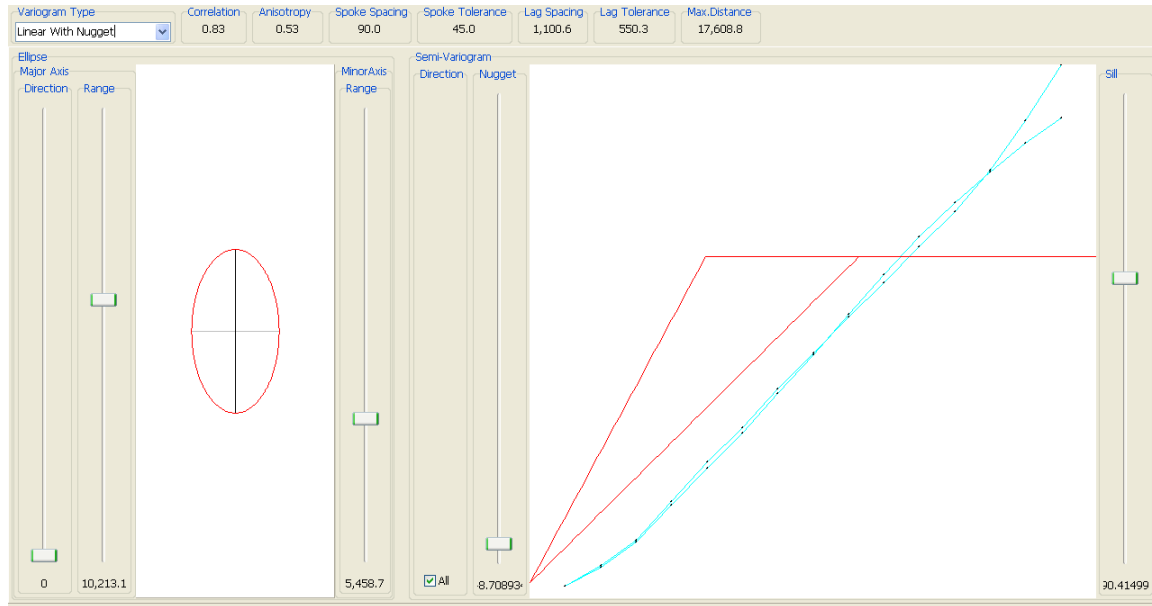 Variogram Type Correlation Anisotropy Spoke Spacing Spoke Tolerance Lag Spacing Lag Tolerance Max.Distance
Linear With Nugget 0.83 0.53 90.0 45.0 1,100.6 550.3 17,608.8
Ellipse Semi-Variogram
Major Axis MinorAxis Direction Nugget Sill
Direction Range Range
All
0 10,213.1 5,458.7 90.41499